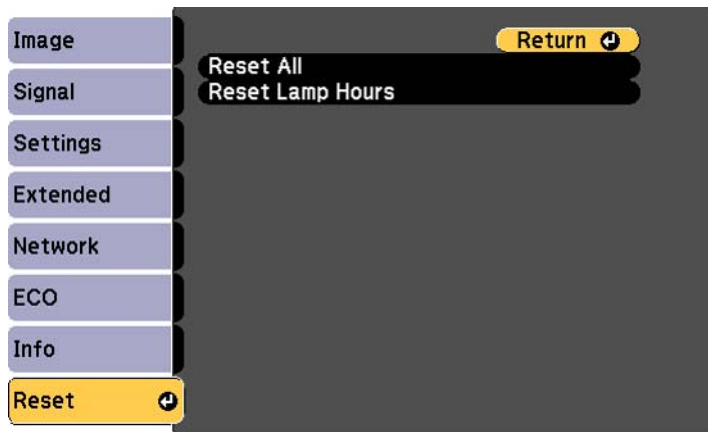 Image
Signal
Settings
Extended
Network
ECO
Info
Reset
Return
Reset All
Reset Lamp Hours